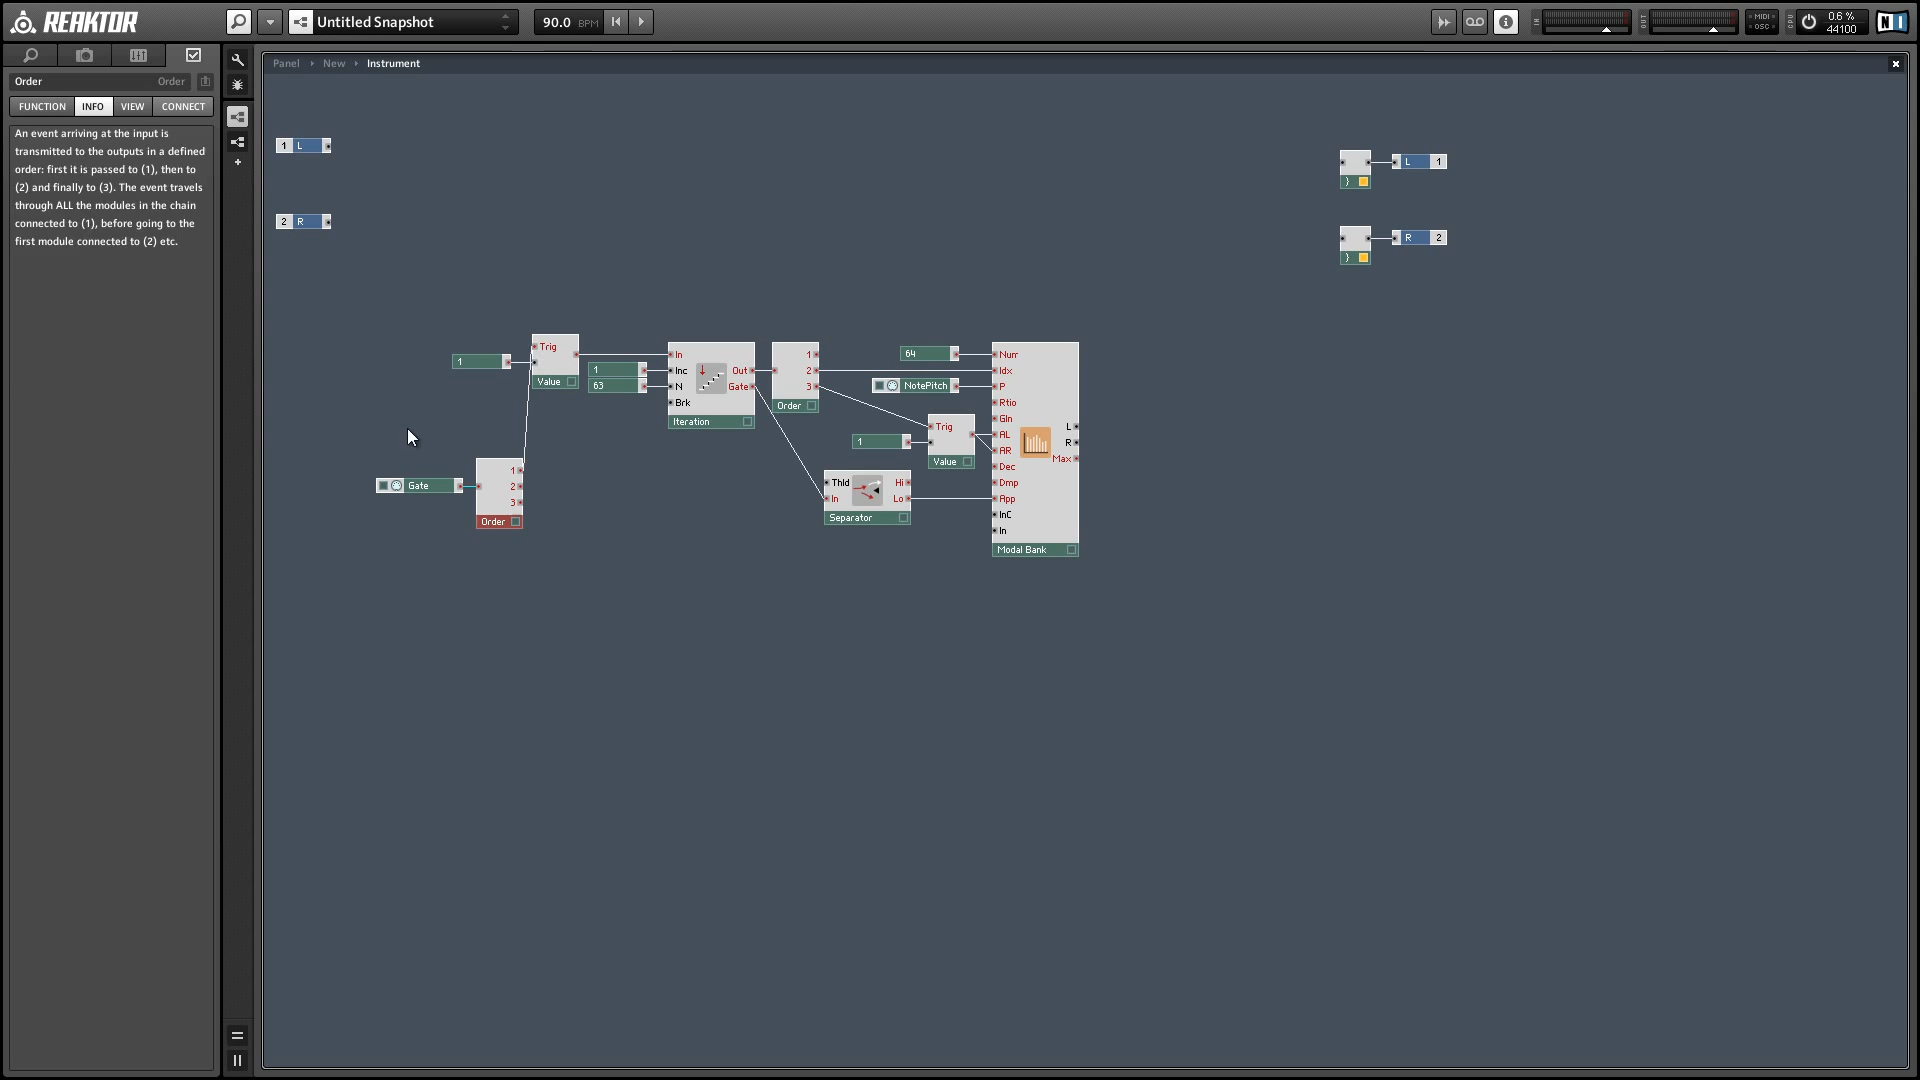 REAKTOR
Untitled Snapshot
90.0 BPM
IN
OUT
MIDI
OSC
CPU
0.6 %
44100
NI
Order Order
FUNCTION INFO VIEW CONNECT
An event arriving at the input is
transmitted to the outputs in a defined
order: first it is passed to (1), then to
(2) and finally to (3). The event travels
through ALL the modules in the chain
connected to (1), before going to the
first module connected to (2) etc.
Panel New Instrument
1 L
2 R
}
L 1
}
R 2
1
Trig
Value
Gate
1
2
3
Order
1
63
In
Inc
N
Brk
Out
Gate
Iteration
1
2
3
Order
64
NotePitch
1
Trig
Value
Thld
In
Hi
Lo
Separator
Num
Idx
P
Rtio
Gln
AL
AR
Dec
Dmp
App
InC
In
L
R
Max
Modal Bank